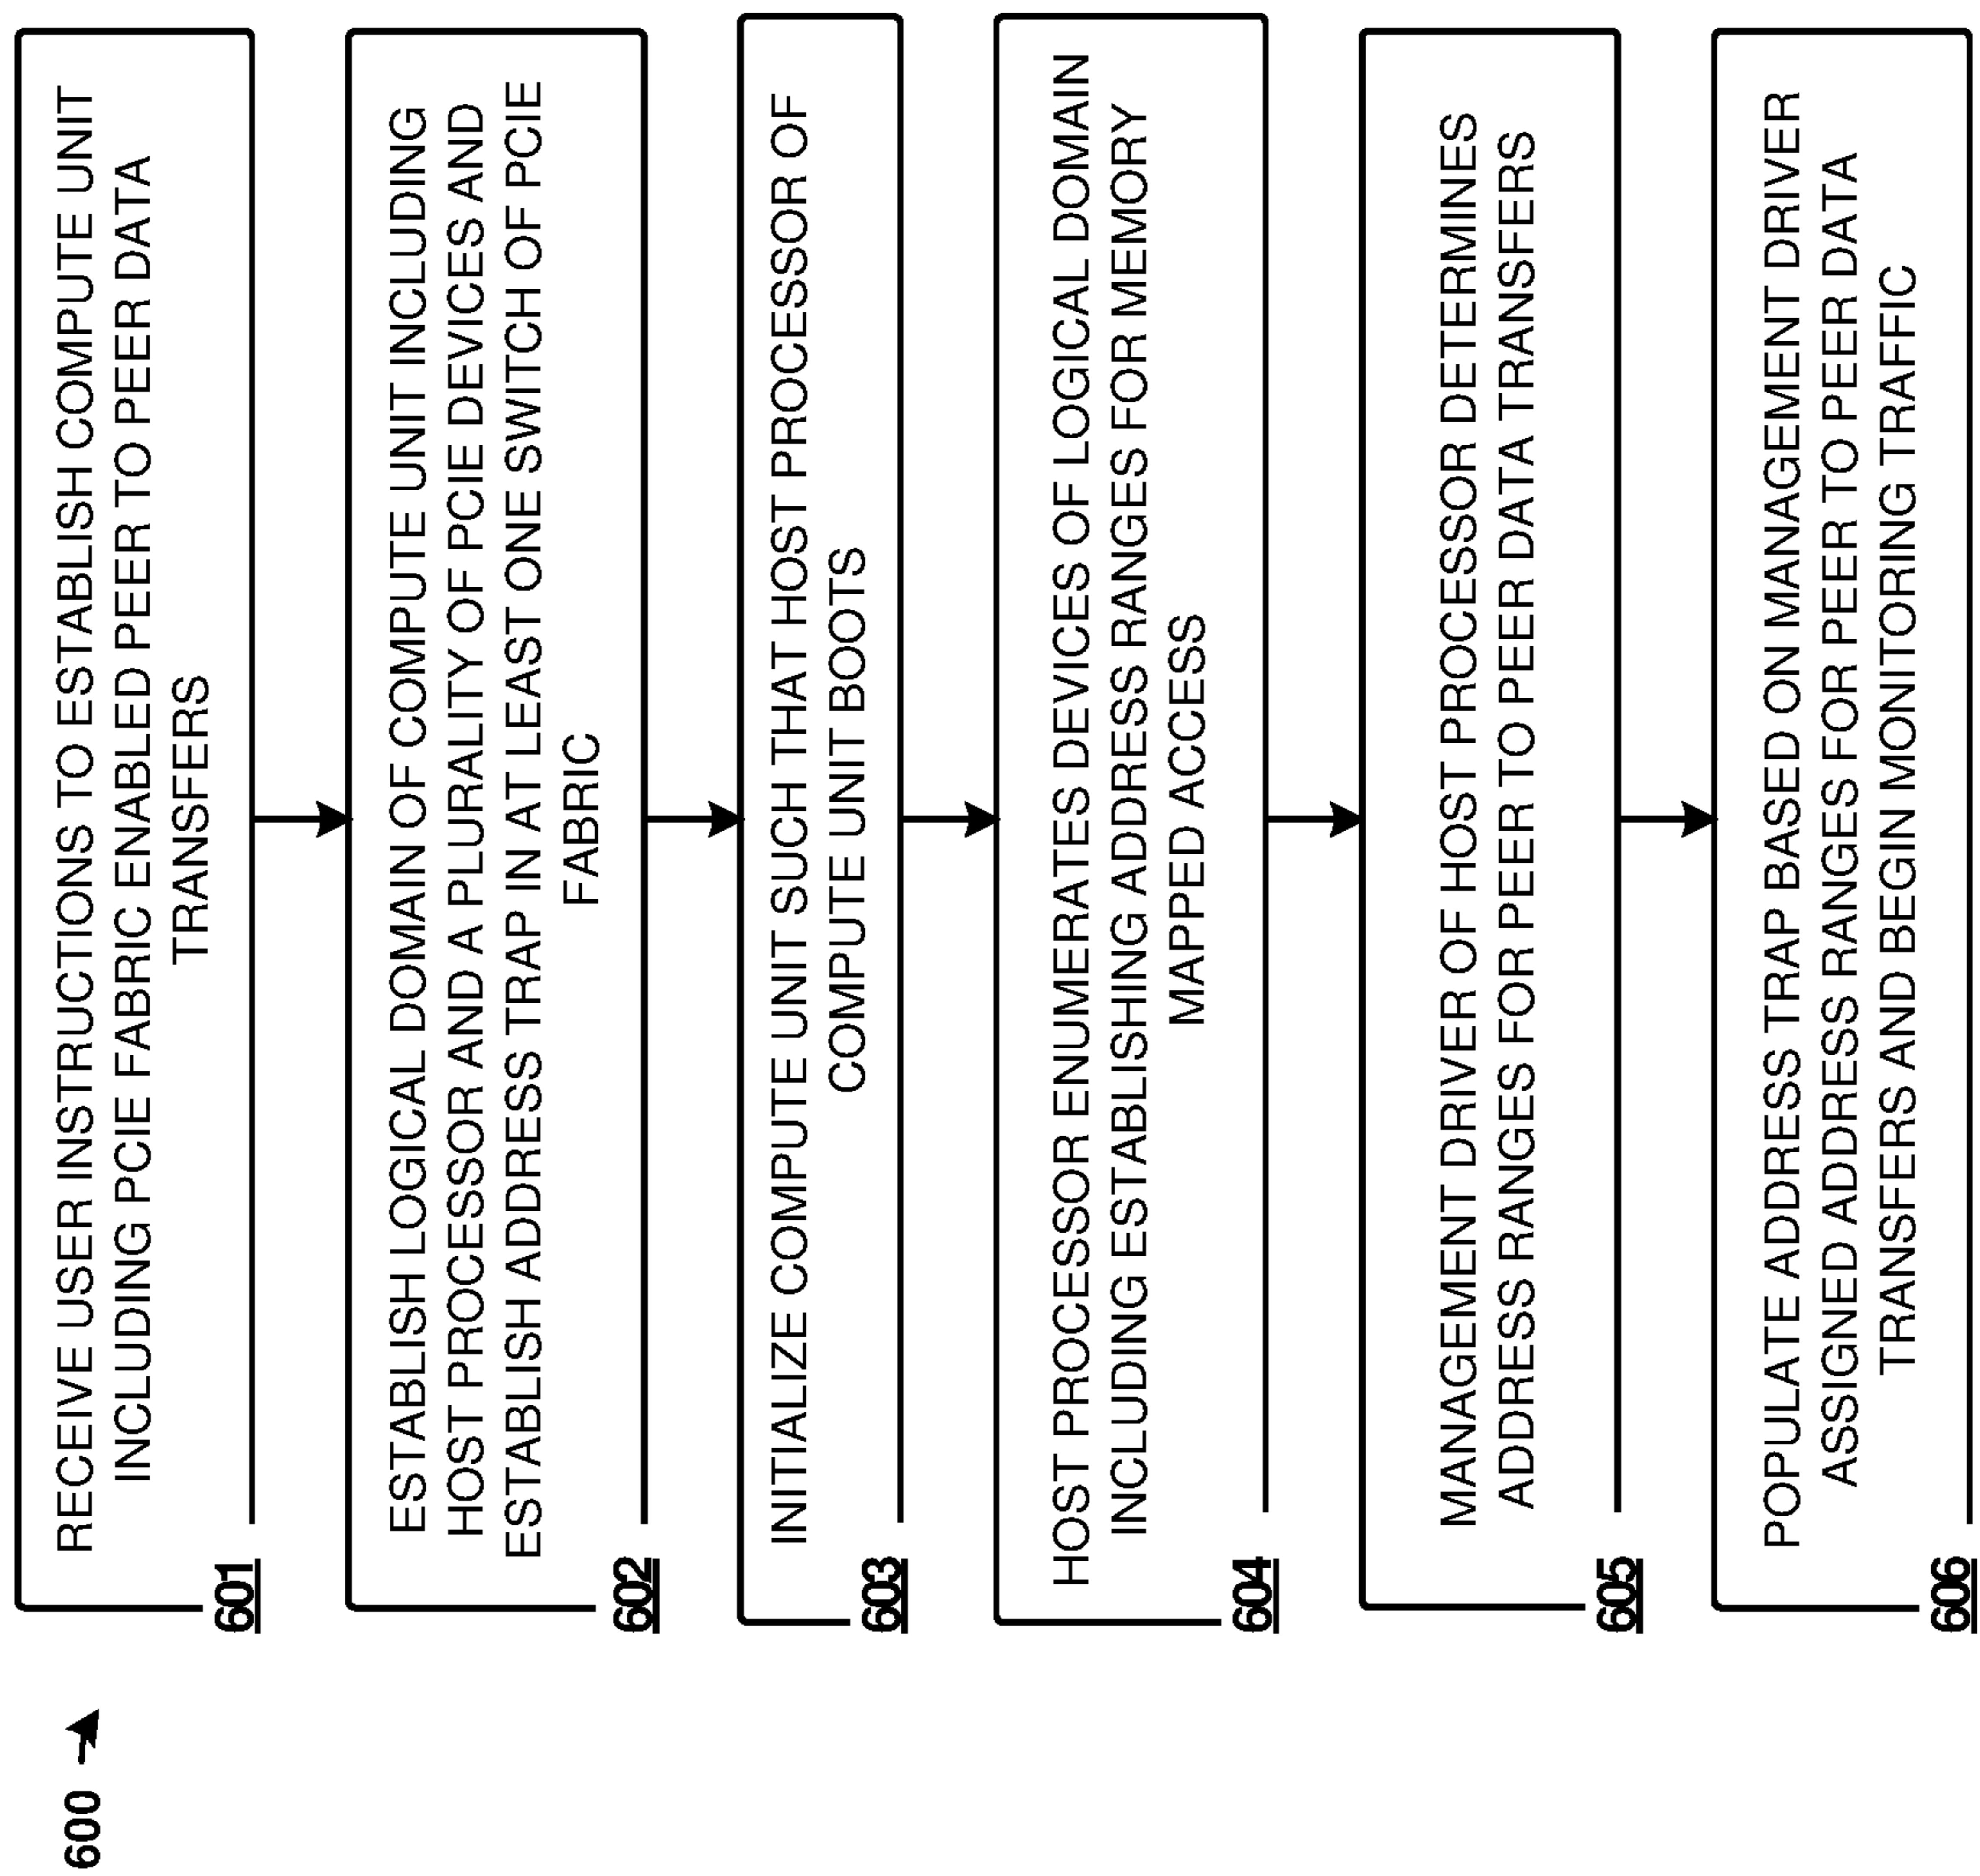 600
RECEIVE USER INSTRUCTIONS TO ESTABLISH COMPUTE UNIT
INCLUDING PCIE FABRIC ENABLED PEER TO PEER DATA
TRANSFERS
601
ESTABLISH LOGICAL DOMAIN OF COMPUTE UNIT INCLUDING
HOST PROCESSOR AND A PLURALITY OF PCIE DEVICES AND
ESTABLISH ADDRESS TRAP IN AT LEAST ONE SWITCH OF PCIE
FABRIC
602
INITIALIZE COMPUTE UNIT SUCH THAT HOST PROCESSOR OF
COMPUTE UNIT BOOTS
603
HOST PROCESSOR ENUMERATES DEVICES OF LOGICAL DOMAIN
INCLUDING ESTABLISHING ADDRESS RANGES FOR MEMORY
MAPPED ACCESS
604
MANAGEMENT DRIVER OF HOST PROCESSOR DETERMINES
ADDRESS RANGES FOR PEER TO PEER DATA TRANSFERS
605
POPULATE ADDRESS TRAP BASED ON MANAGEMENT DRIVER
ASSIGNED ADDRESS RANGES FOR PEER TO PEER DATA
TRANSFERS AND BEGIN MONITORING TRAFFIC
606